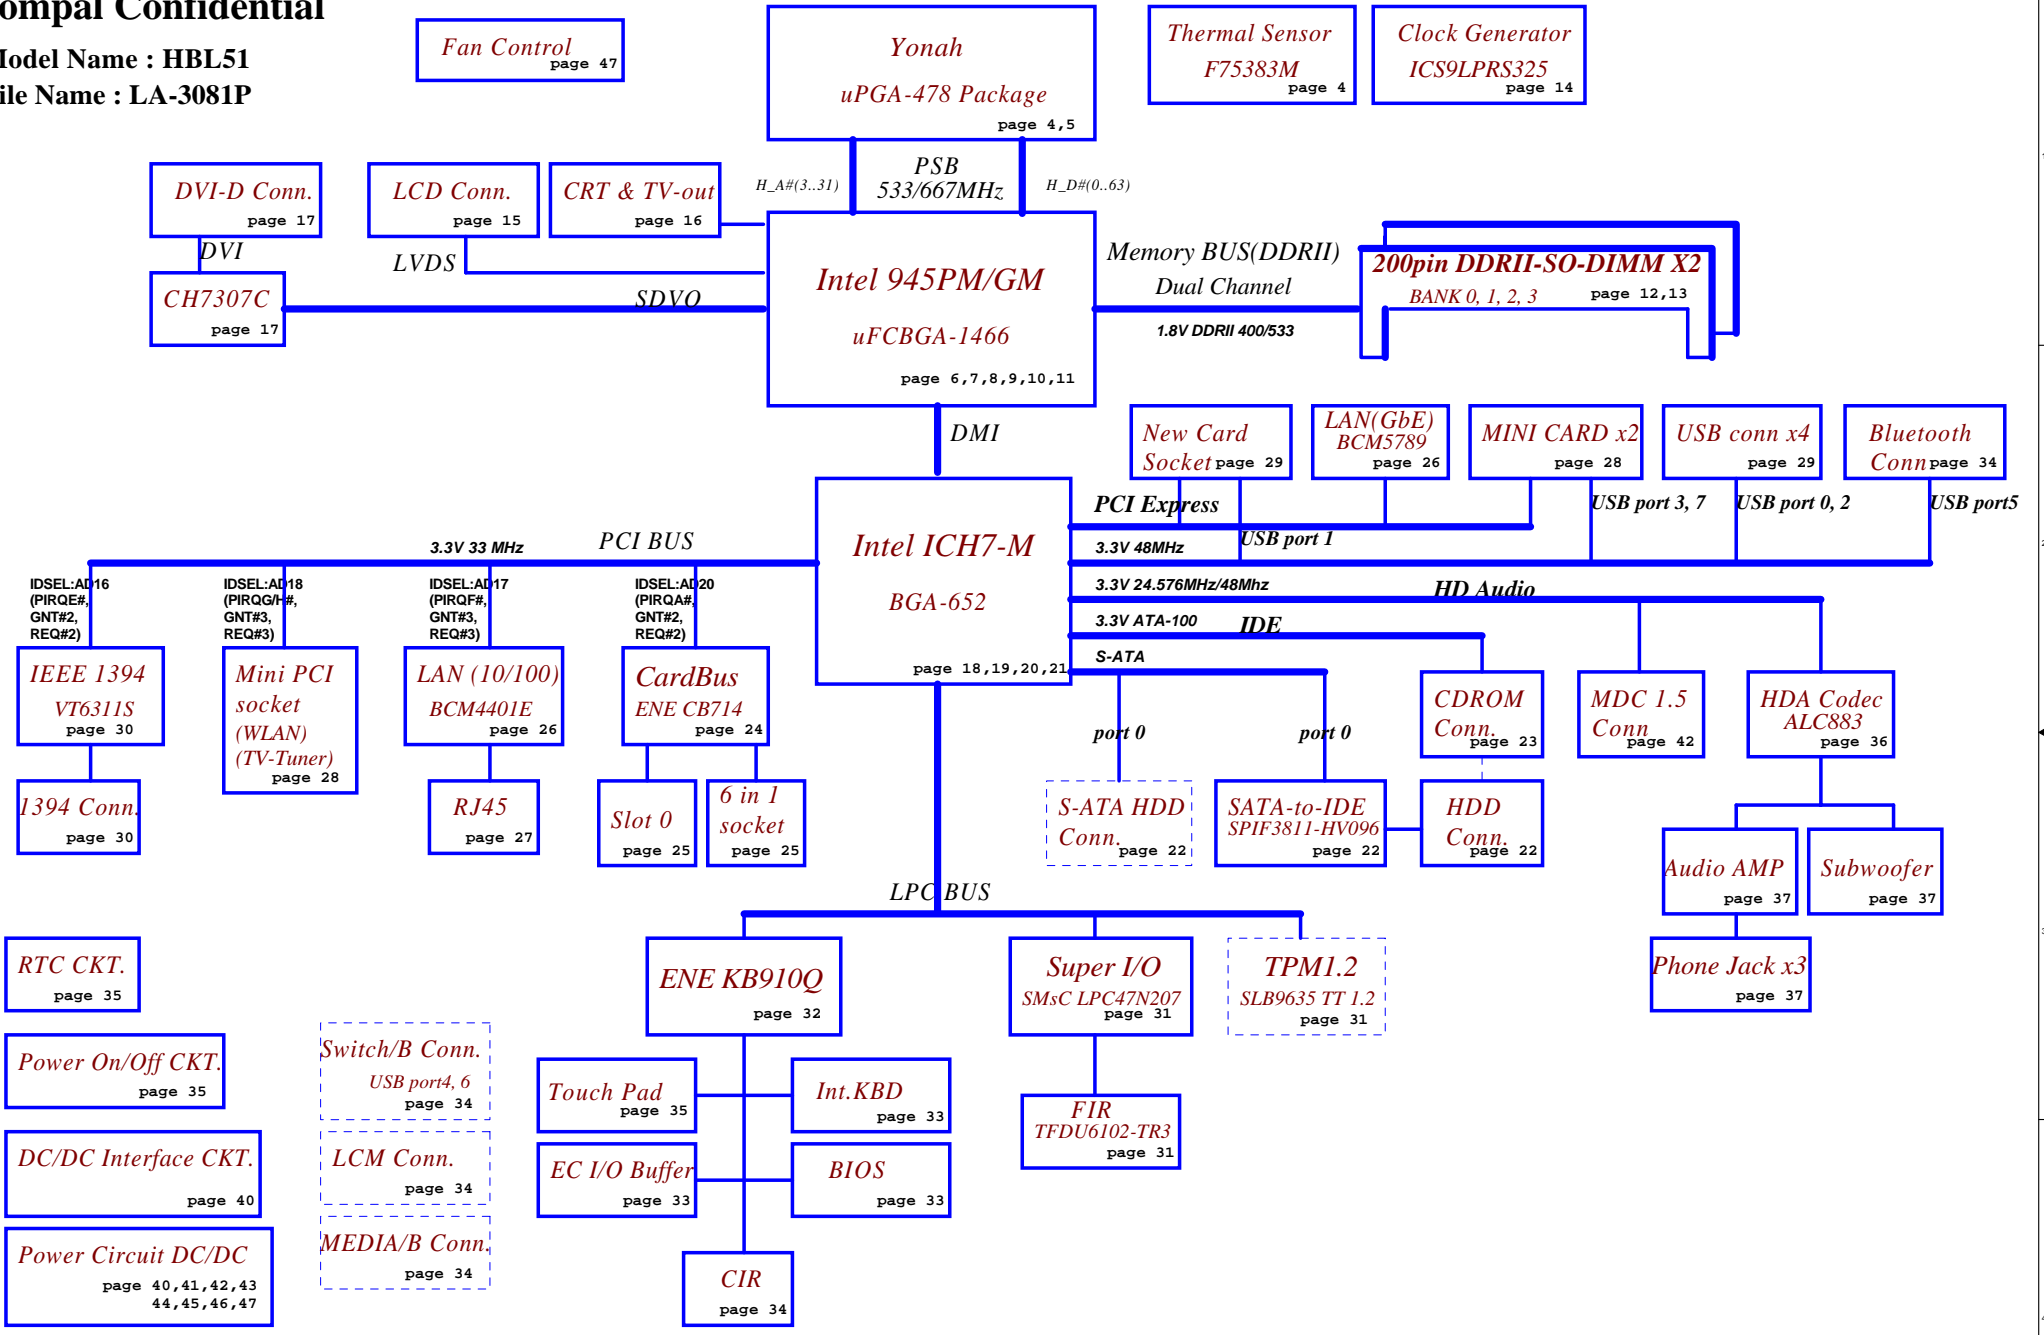 ompal Confidential
Model Name : HBL51
ile Name : LA-3081P
Fan Control
page 47
Yonah
uPGA-478 Package
page 4,5
Thermal Sensor
F75383M
page 4
Clock Generator
ICS9LPRS325
page 14
H_A#(3..31)
PSB
533/667MHz
H_D#(0..63)
DVI-D Conn.
page 17
LCD Conn.
page 15
CRT & TV-out
page 16
DVI
LVDS
CH7307C
page 17
SDVO
Intel 945PM/GM
uFCBGA-1466
page 6,7,8,9,10,11
Memory BUS(DDRII)
Dual Channel
1.8V DDRII 400/533
200pin DDRII-SO-DIMM X2
BANK 0, 1, 2, 3
page 12,13
DMI
New Card
Socket
page 29
LAN(GbE)
BCM5789
page 26
MINI CARD x2
page 28
USB conn x4
page 29
Bluetooth
Conn
page 34
PCI Express
USB port 3, 7
USB port 0, 2
USB port5
USB port 1
3.3V 48MHz
Intel ICH7-M
BGA-652
page 18,19,20,21
3.3V 33 MHz
PCI BUS
3.3V 24.576MHz/48Mhz
HD Audio
3.3V ATA-100
IDE
S-ATA
IDSEL:AD16
(PIRQE#,
GNT#2,
REQ#2)
IDSEL:AD18
(PIRQG/H#,
GNT#3,
REQ#3)
IDSEL:AD17
(PIRQF#,
GNT#3,
REQ#3)
IDSEL:AD20
(PIRQA#,
GNT#2,
REQ#2)
IEEE 1394
VT6311S
page 30
Mini PCI
socket
(WLAN)
(TV-Tuner)
page 28
LAN (10/100)
BCM4401E
page 26
CardBus
ENE CB714
page 24
port 0
port 0
CDROM
Conn.
page 23
MDC 1.5
Conn
page 42
HDA Codec
ALC883
page 36
1394 Conn.
page 30
RJ45
page 27
Slot 0
page 25
6 in 1
socket
page 25
S-ATA HDD
Conn.
page 22
SATA-to-IDE
SPIF3811-HV096
page 22
HDD
Conn.
page 22
Audio AMP
page 37
Subwoofer
page 37
LPC BUS
RTC CKT.
page 35
ENE KB910Q
page 32
Super I/O
SMsC LPC47N207
page 31
TPM1.2
SLB9635 TT 1.2
page 31
Phone Jack x3
page 37
Power On/Off CKT.
page 35
Switch/B Conn.
USB port4, 6
page 34
Touch Pad
page 35
Int.KBD
page 33
FIR
TFDU6102-TR3
page 31
DC/DC Interface CKT.
page 40
LCM Conn.
page 34
EC I/O Buffer
page 33
BIOS
page 33
Power Circuit DC/DC
page 40,41,42,43
44,45,46,47
MEDIA/B Conn.
page 34
CIR
page 34